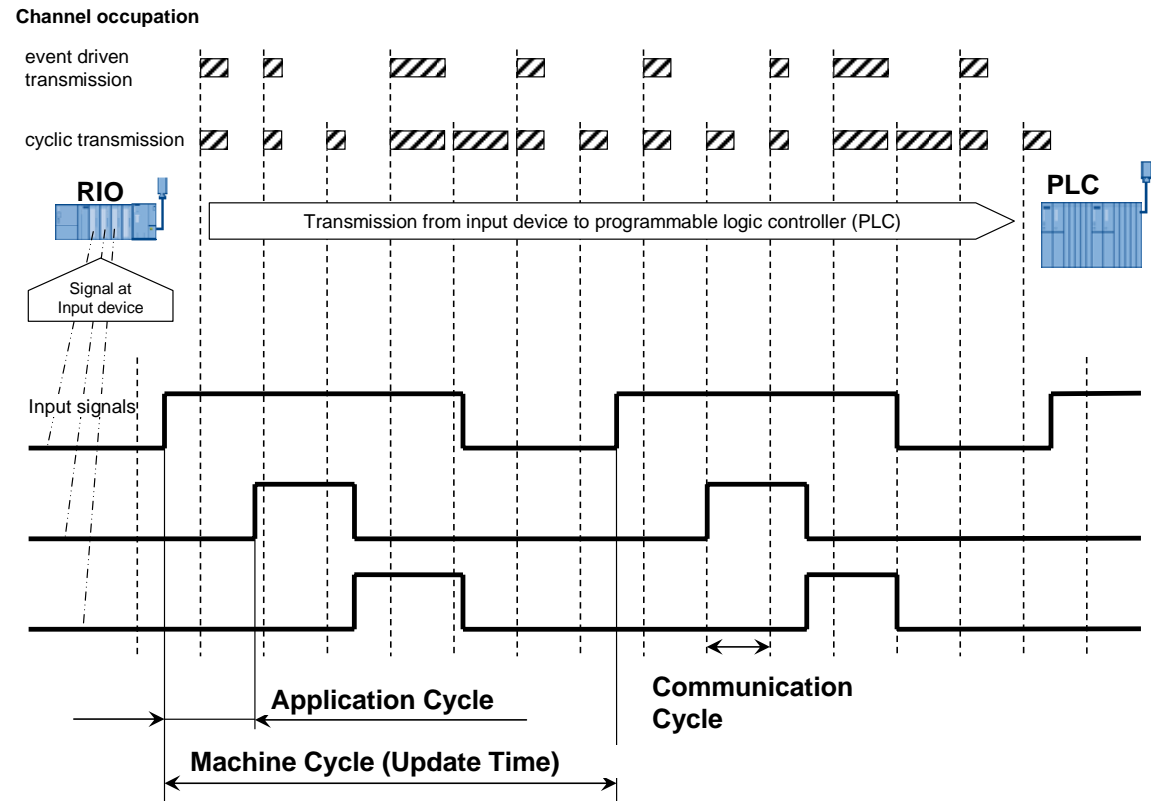 Channel occupation
event driven
transmission
cyclic transmission
RIO
PLC
Transmission from input device to programmable logic controller (PLC)
Signal at
Input device
Input signals
Application Cycle
Communication
Cycle
Machine Cycle (Update Time)